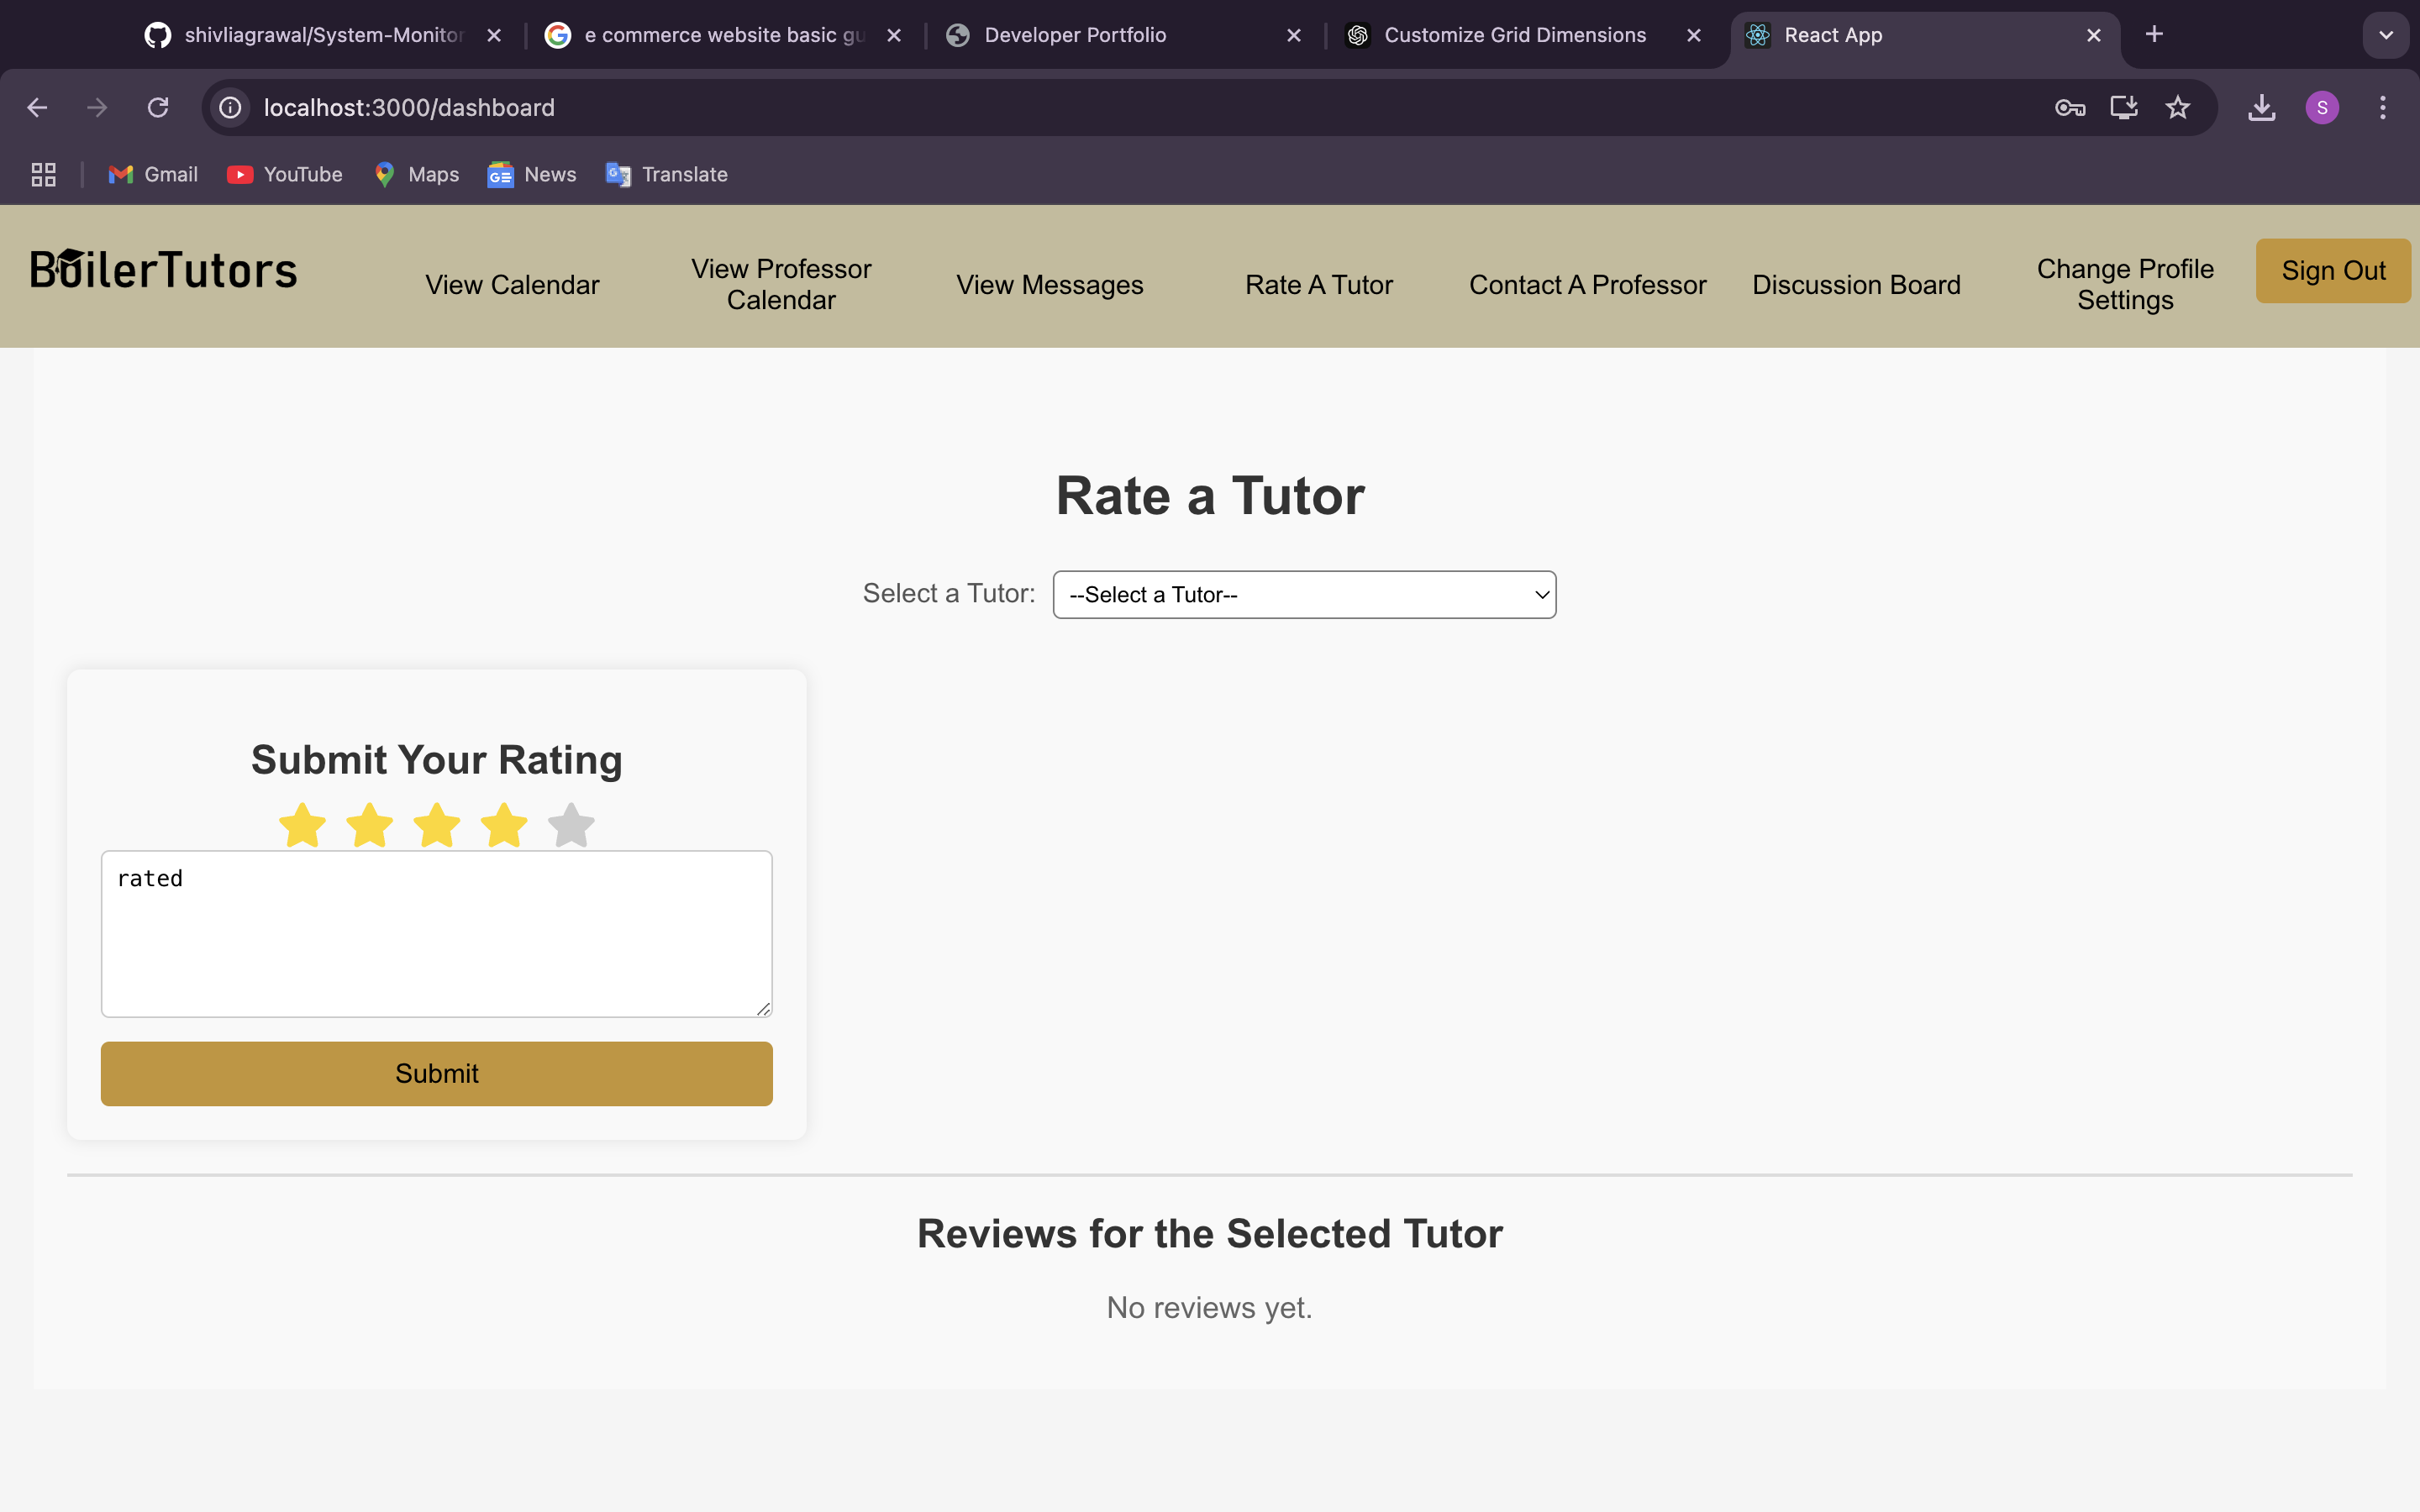 shivliagrawal/System-Monitor
e commerce website basic gu
Developer Portfolio
Customize Grid Dimensions
React App
localhost:3000/dashboard
S
Gmail
YouTube
Maps
News
Translate
BoilerTutors
View Calendar
View Professor
Calendar
View Messages
Rate A Tutor
Contact A Professor
Discussion Board
Change Profile
Settings
Sign Out
Rate a Tutor
Select a Tutor: --Select a Tutor--
Submit Your Rating
rated
Submit
Reviews for the Selected Tutor
No reviews yet.